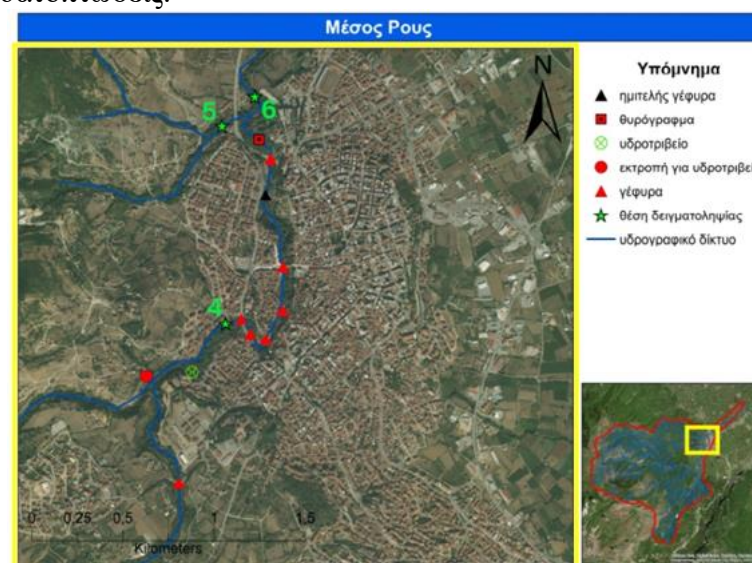 Μέσος Ρους
N
5
6
4
0 0,25 0,5 1 1,5
Kilometers
Υπόμνημα
ημιτελής γέφυρα
θυρόγραμα
υδροτριβείο
εκτροπή για υδροτριβεί
γέφυρα
θέση δειγματοληψίας
υδρογραφικό δίκτυο